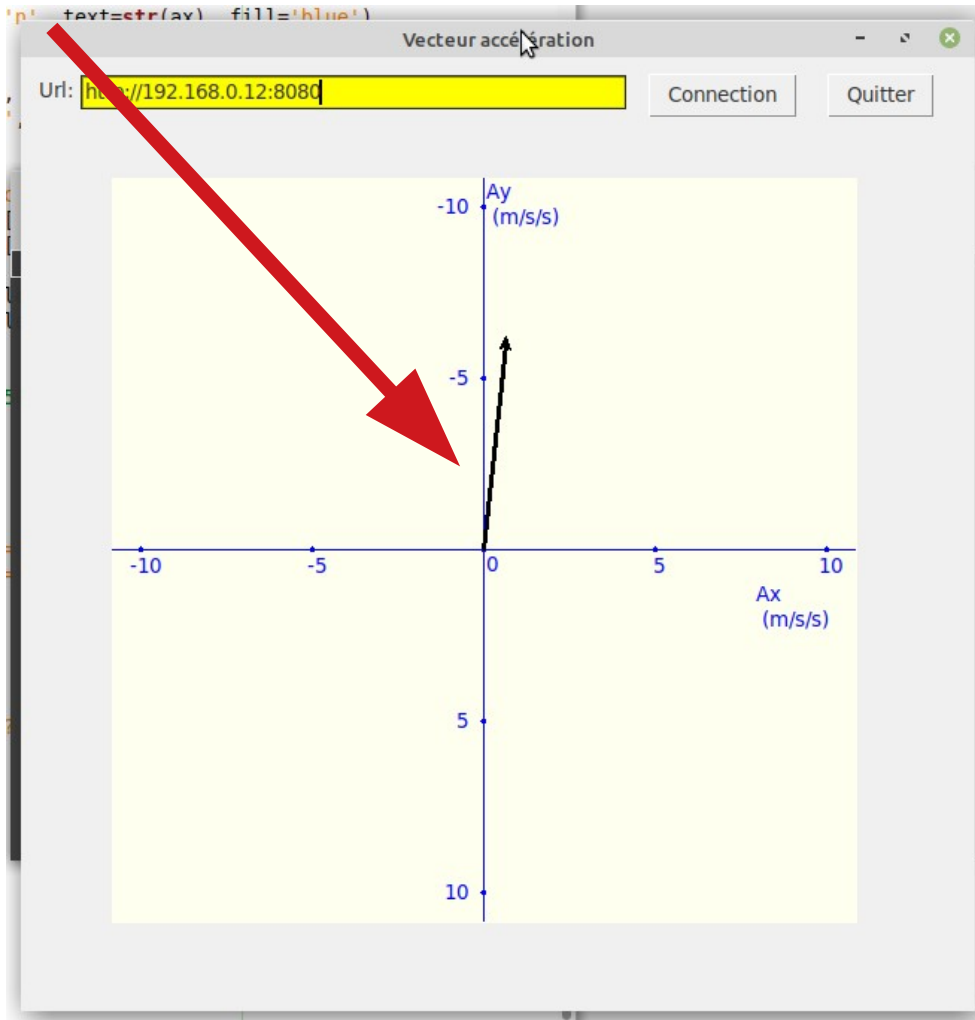 'n' text=str(ax) fill='blue')
Vecteur accélération
Url: http://192.168.0.12:8080
Connection
Quitter
Ay
-10
(m/s/s)
-5
-10
-5
0
5
10
Ax
(m/s/s)
5
10